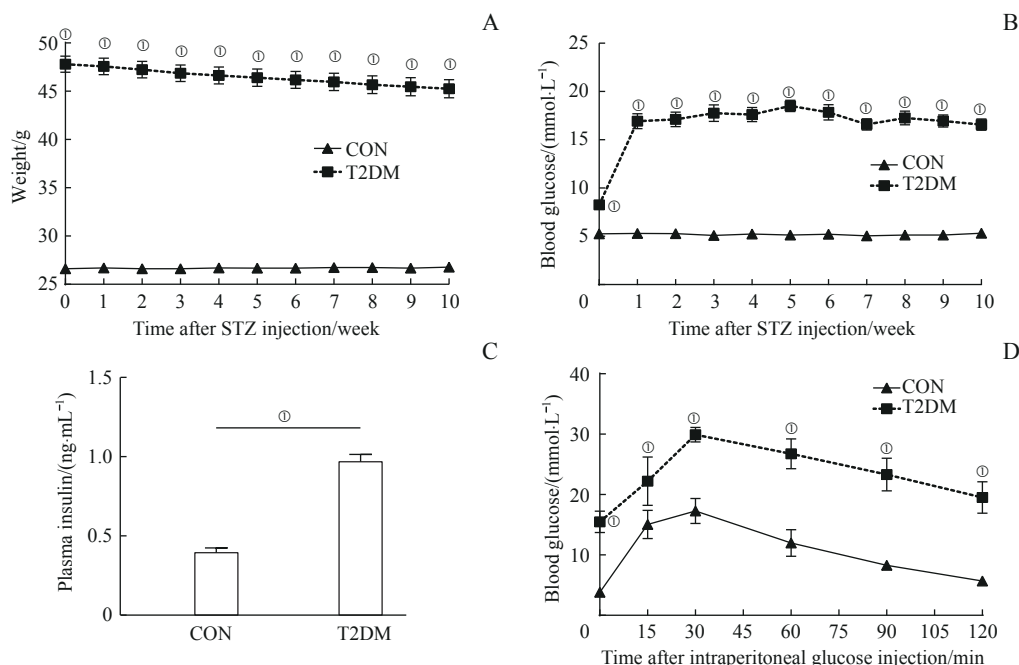 A
Weight/g
50
45
40
35
30
25
① ① ① ① ① ① ① ① ① ① ①
CON
T2DM
0 1 2 3 4 5 6 7 8 9 10
Time after STZ injection/week
B
Blood glucose/(mmol·L⁻¹)
25
20
15
10
5
0
① ① ① ① ① ① ① ① ① ① ①
CON
T2DM
1 2 3 4 5 6 7 8 9 10
Time after STZ injection/week
C
Plasma insulin/(ng·mL⁻¹)
1.5
1.0
0.5
0
①
CON T2DM
D
Blood glucose/(mmol·L⁻¹)
40
30
20
10
0
① ① ① ① ① ①
CON
T2DM
15 30 45 60 75 90 105 120
Time after intraperitoneal glucose injection/min